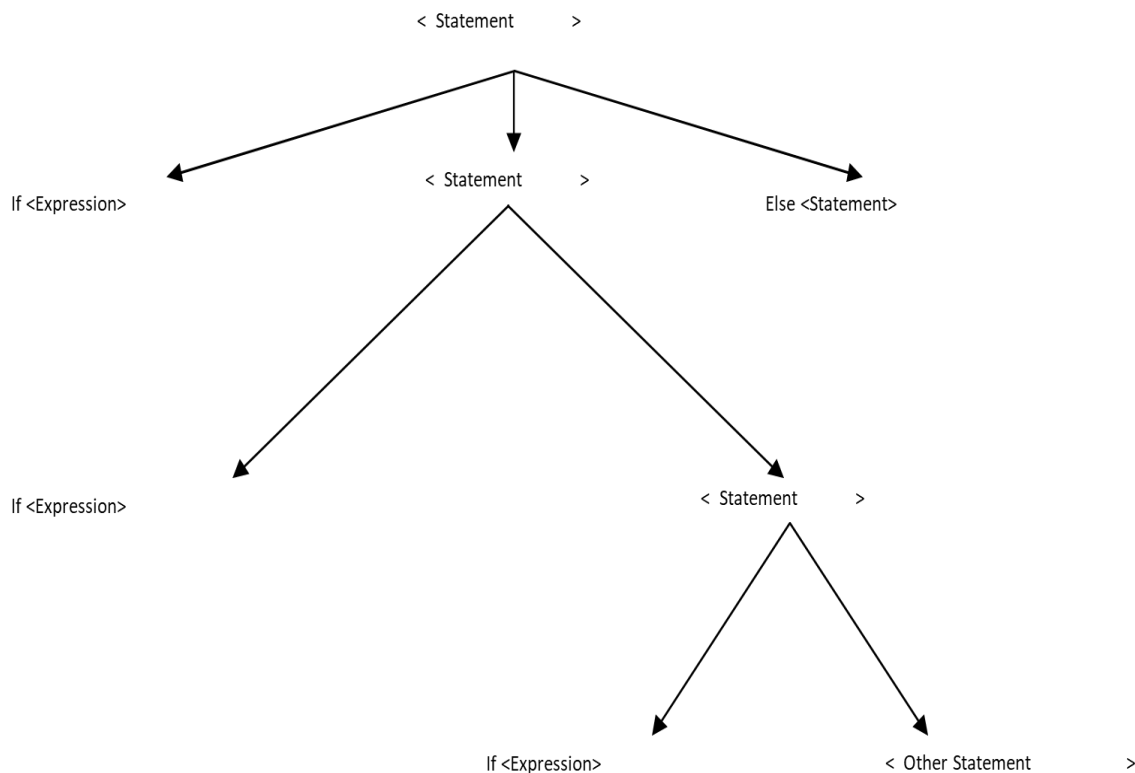 < Statement >
If <Expression>
< Statement >
Else <Statement>
If <Expression>
< Statement >
If <Expression>
< Other Statement >